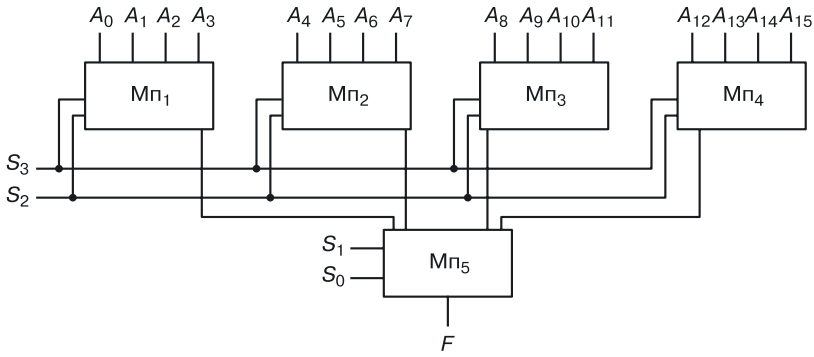 A₀ A₁ A₂ A₃ A₄ A₅ A₆ A₇ A₈ A₉ A₁₀ A₁₁ A₁₂ A₁₃ A₁₄ A₁₅
Мп₁ Мп₂ Мп₃ Мп₄
S₃
S₂
S₁
Мп₅
S₀
F